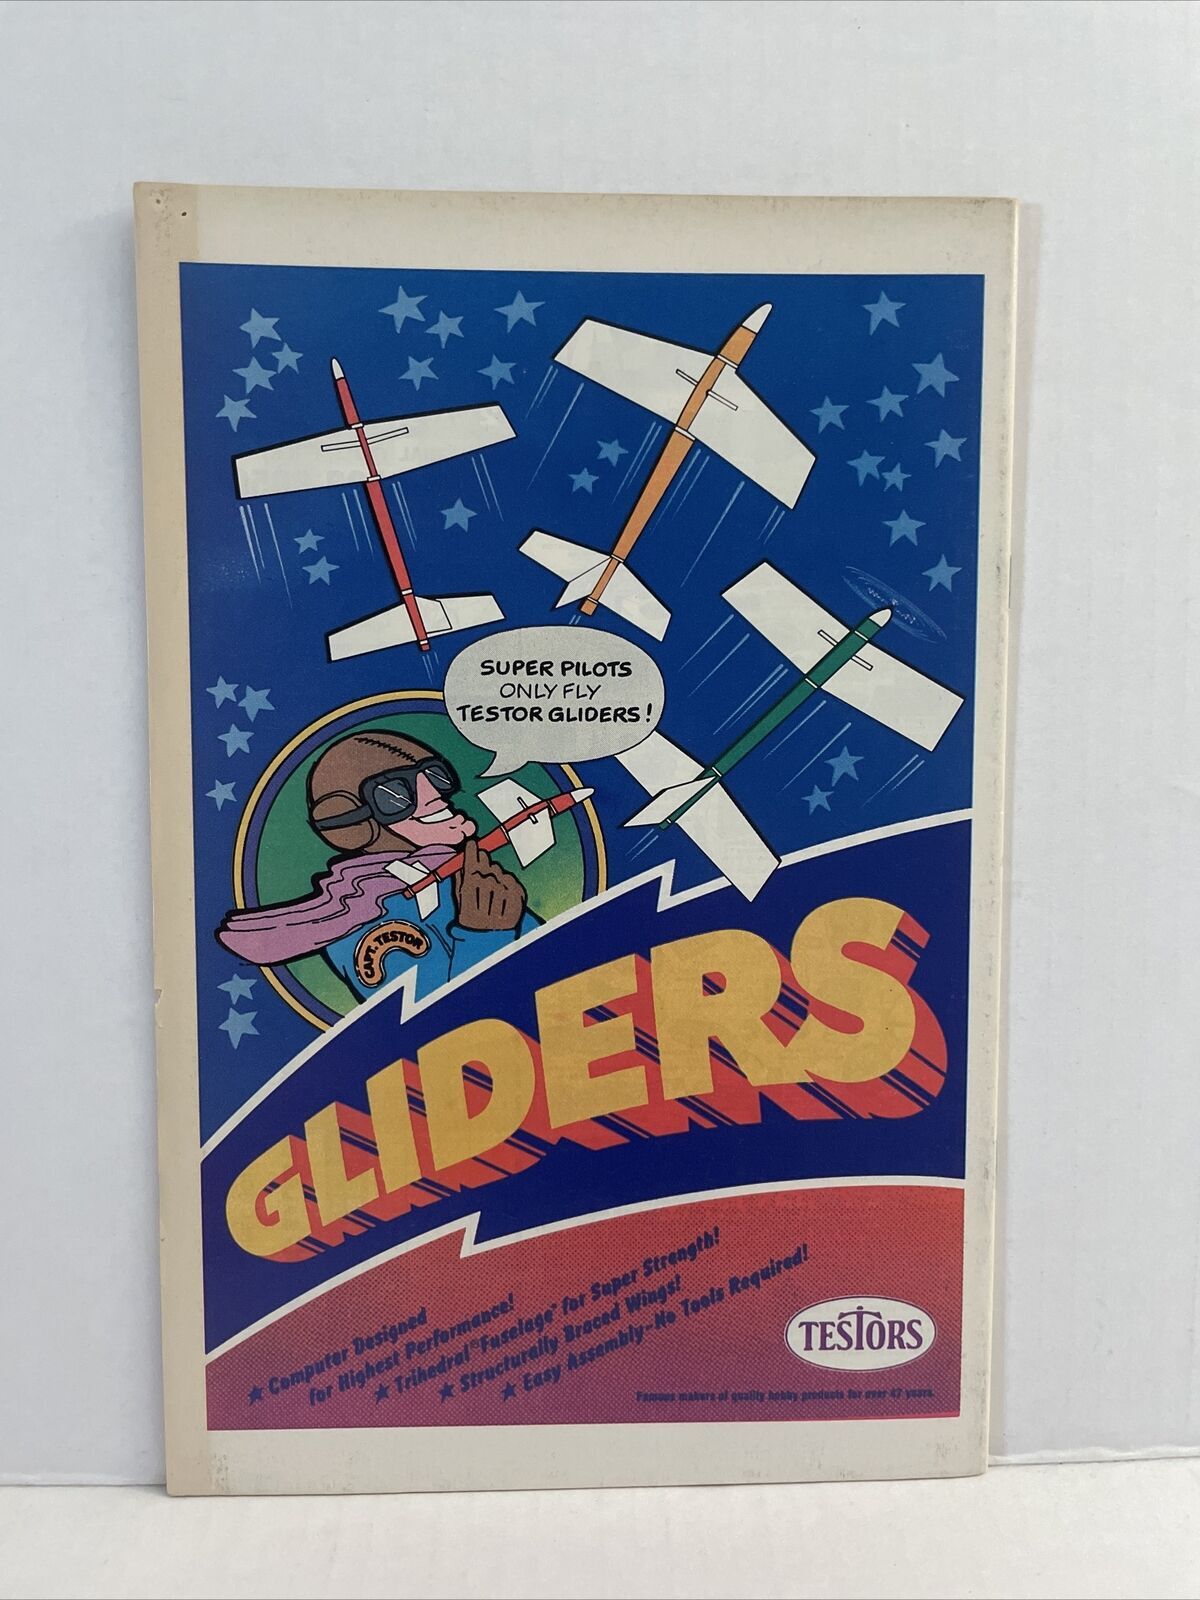 SUPER PILOTS
ONLY FLY
TESTOR GLIDERS!
CAPT. TESTOR
GLIDERS
★ Computer Designed
for Highest Performance!
★ Trihedral® Fuselage for Super Strength!
★ Structurally Braced Wings!
★ Easy Assembly-No Tools Required!
TESTORS
Famous makers of quality hobby products for over 47 years.